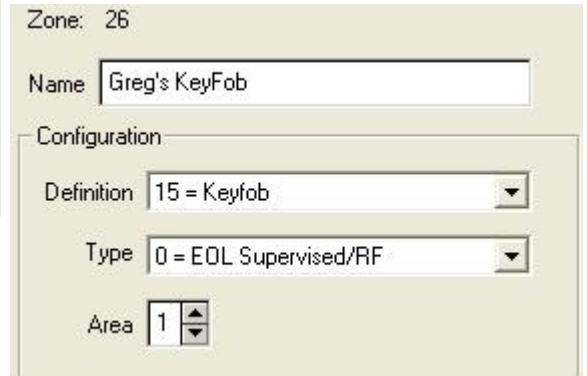 Zone: 26
Name Greg's KeyFob
Configuration
Definition 15 = Keyfob
Type 0 = EOL Supervised/RF
Area 1